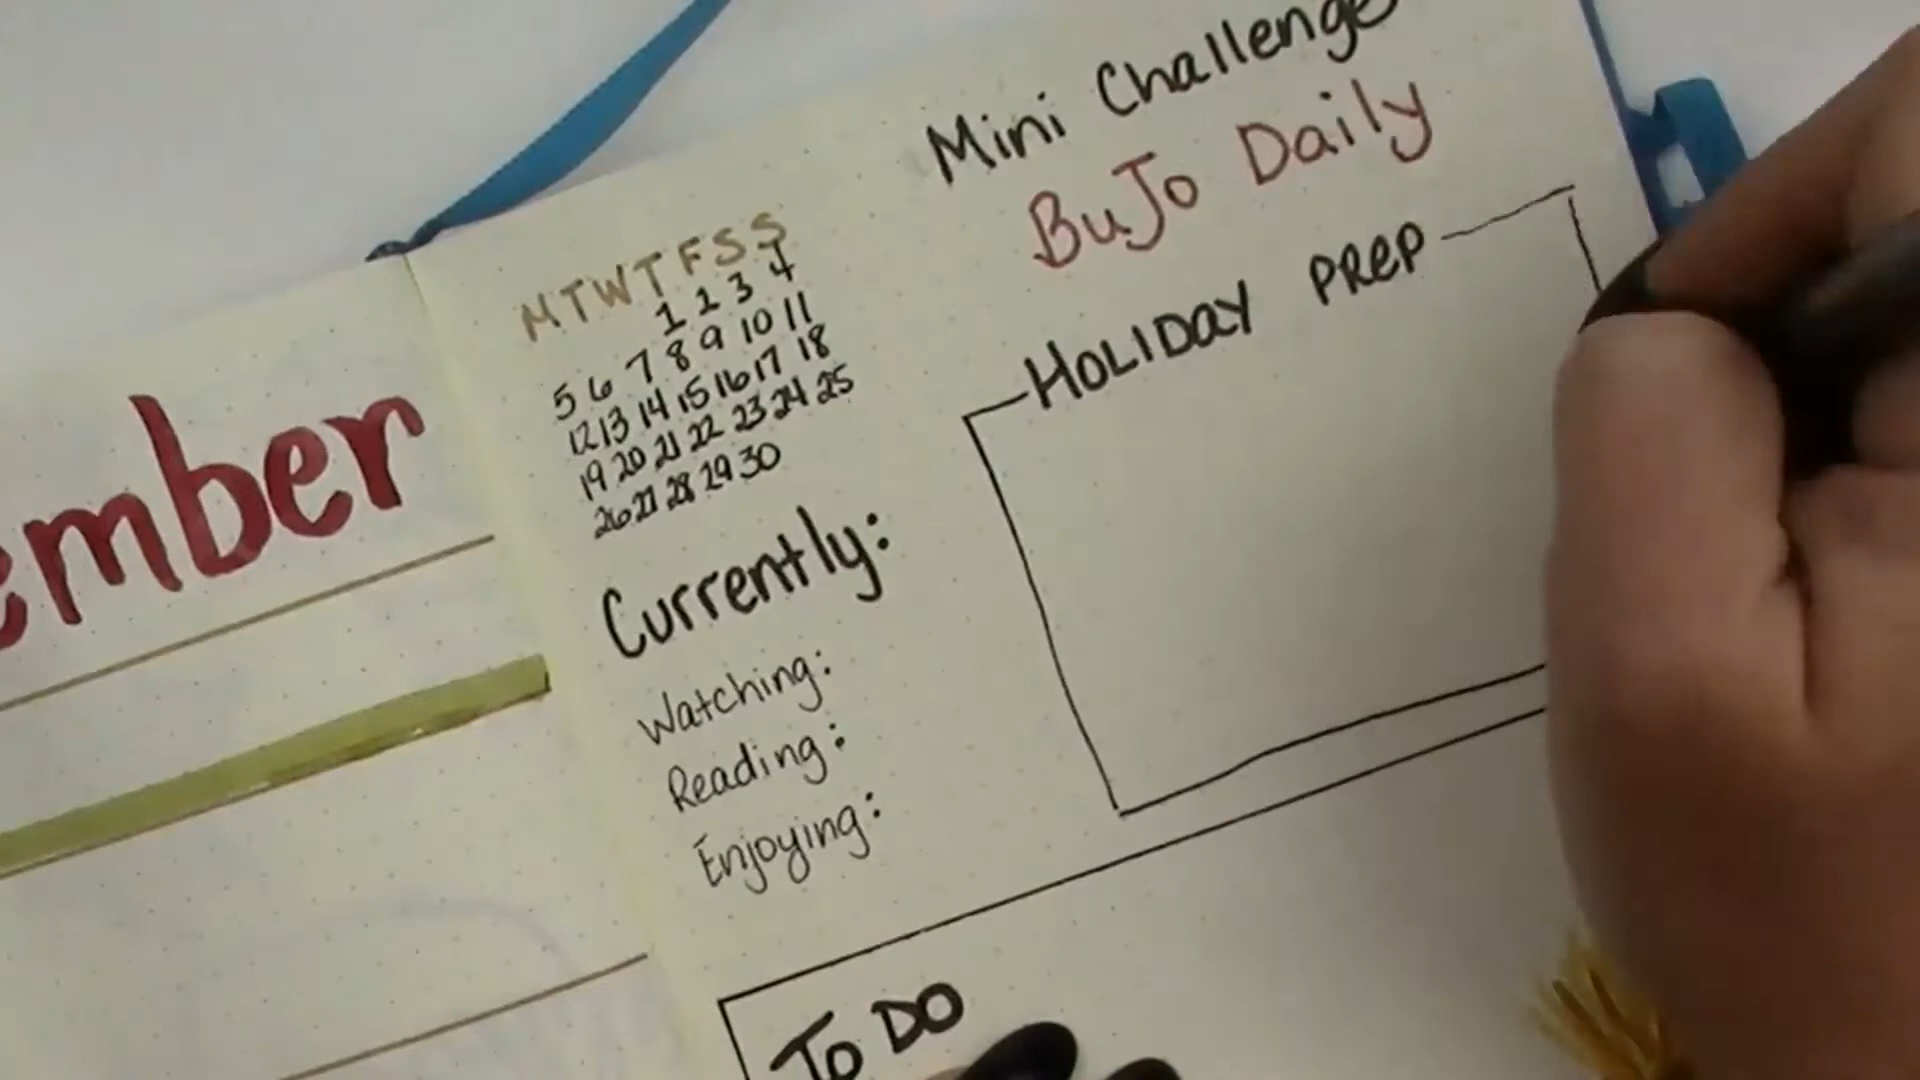 ember
M T W T F S S
1 2 3 4
5 6 7 8 9 10 11
12 13 14 15 16 17 18
19 20 21 22 23 24 25
26 27 28 29 30
Currently:
Watching:
Reading:
Enjoying:
Mini Challenge
BuJo Daily
HOLIDAY PREP
TO DO